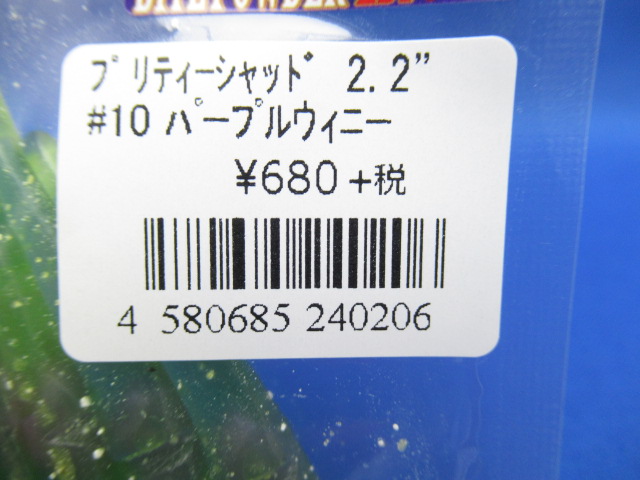 プリティーシャッド 2.2”
#10 パープルウィニー
¥680 +税
4 580685 240206